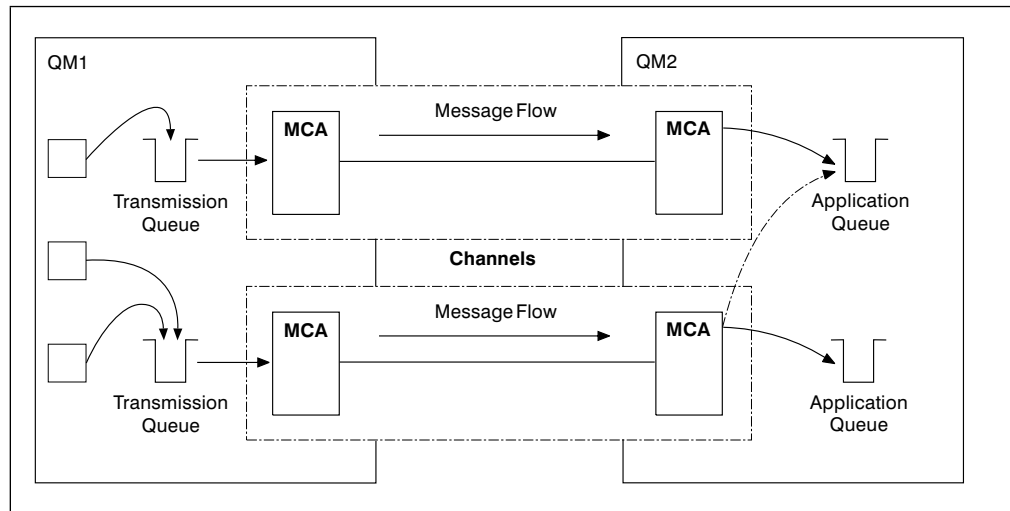 QM1
QM2
MCA
Message Flow
MCA
Transmission
Queue
Application
Queue
Channels
MCA
Message Flow
MCA
Transmission
Queue
Application
Queue